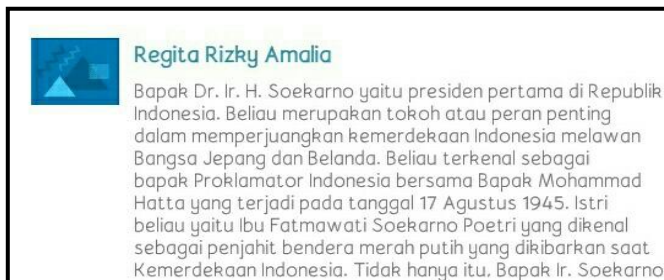 Regita Rizky Amalia
Bapak Dr. Ir. H. Soekarno yaitu presiden pertama di Republik
Indonesia. Beliau merupakan tokoh atau peran penting
dalam memperjuangkan kemerdekaan Indonesia melawan
Bangsa Jepang dan Belanda. Beliau terkenal sebagai
bapak Proklamator Indonesia bersama Bapak Mohammad
Hatta yang terjadi pada tanggal 17 Agustus 1945. Istri
beliau yaitu Ibu Fatmawati Soekarno Poetri yang dikenal
sebagai penjahit bendera merah putih yang dikibarkan saat
Kemerdekaan Indonesia. Tidak hanya itu, Bapak Ir. Soekarno